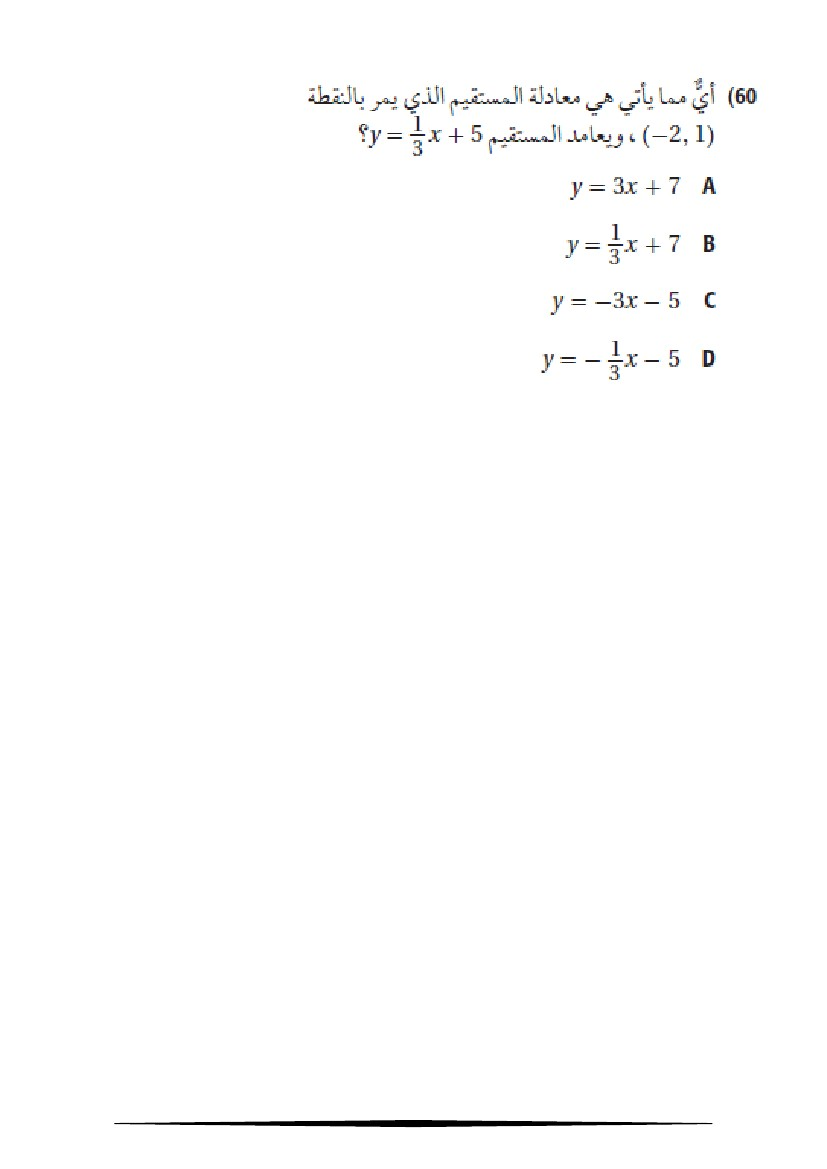 60) أيٌّ مما يأتي هي معادلة المستقيم الذي يمر بالنقطة
(−2, 1) ، ويعامد المستقيم y = 1/3 x + 5؟
A y = 3x + 7
B y = 1/3 x + 7
C y = −3x − 5
D y = − 1/3 x − 5